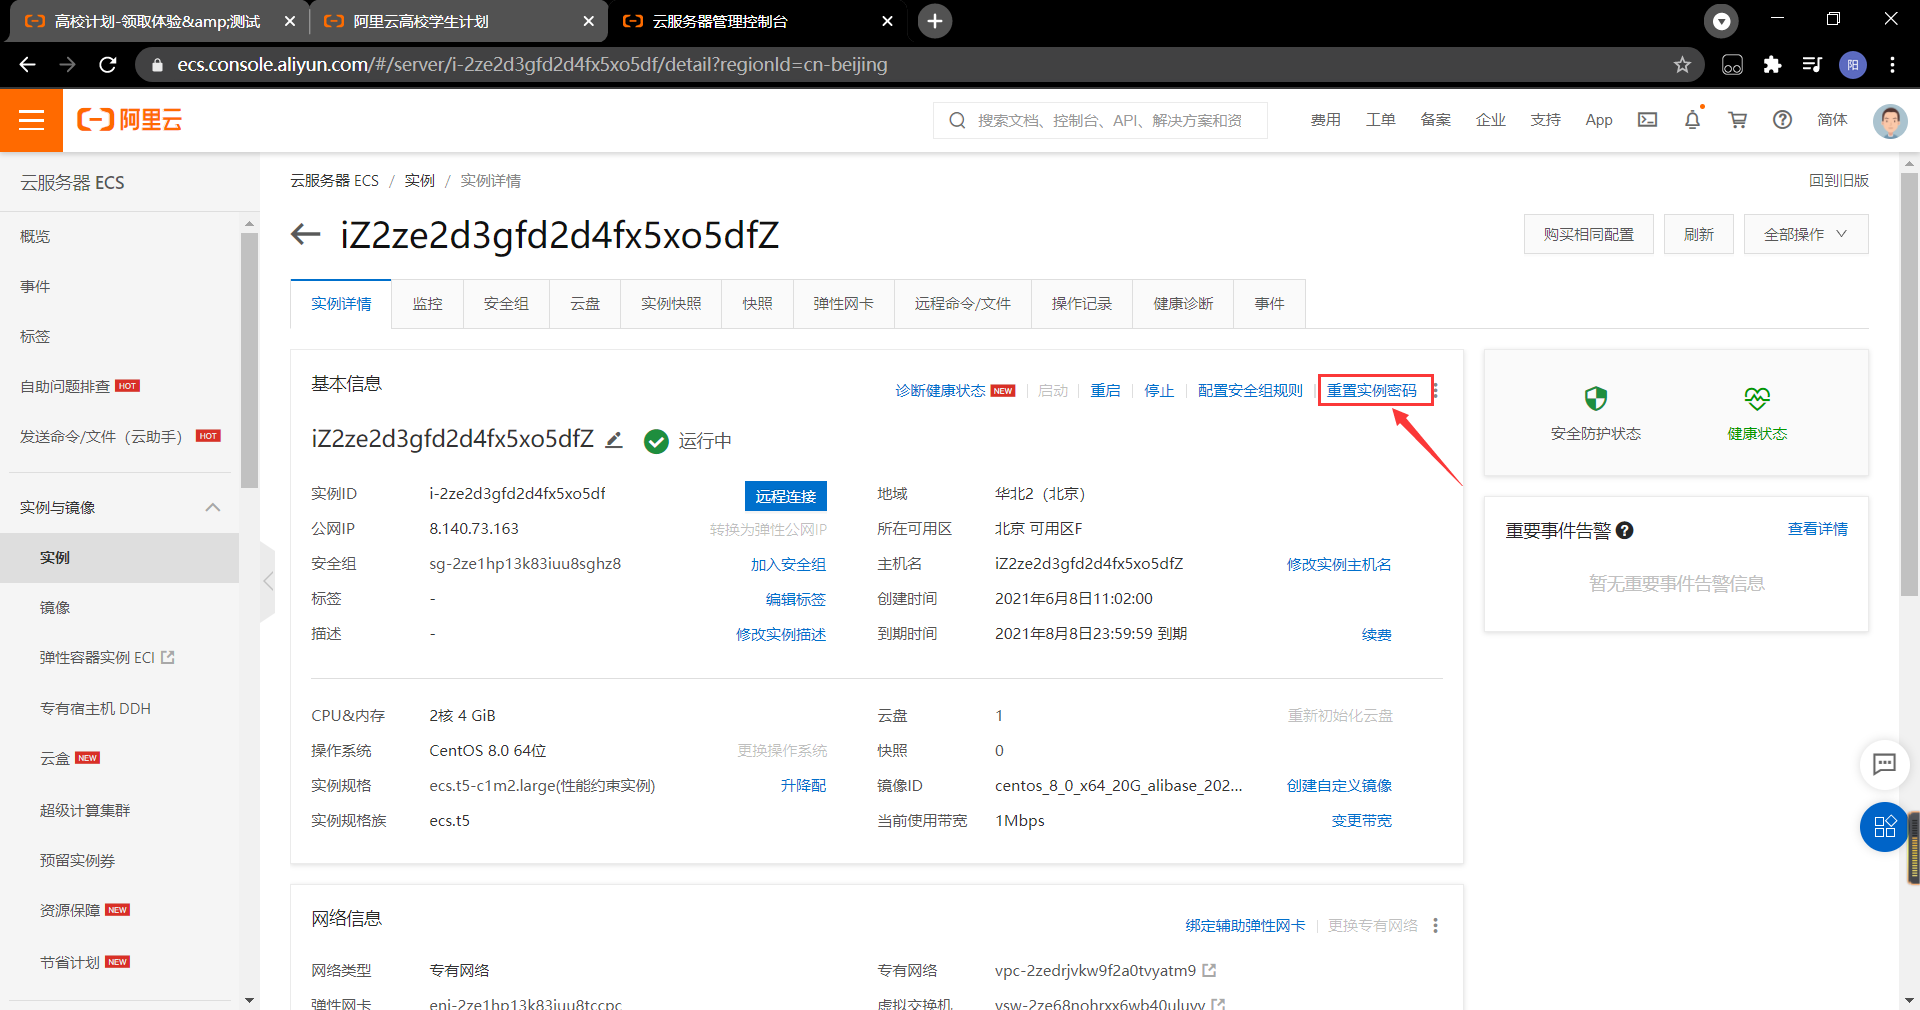 高校计划-领取体验&amp;测试
阿里云高校学生计划
云服务器管理控制台
ecs.console.aliyun.com/#/server/i-2ze2d3gfd2d4fx5xo5df/detail?regionId=cn-beijing
阳
阿里云
搜索文档、控制台、API、解决方案和资
费用 工单 备案 企业 支持 App 简体
云服务器 ECS
概览
事件
标签
自助问题排查 HOT
发送命令/文件（云助手） HOT
实例与镜像
实例
镜像
弹性容器实例 ECI
专有宿主机 DDH
云盒 NEW
超级计算集群
预留实例券
资源保障 NEW
节省计划 NEW
云服务器 ECS / 实例 / 实例详情
回到旧版
iZ2ze2d3gfd2d4fx5xo5dfZ
购买相同配置 刷新 全部操作
实例详情 监控 安全组 云盘 实例快照 快照 弹性网卡 远程命令/文件 操作记录 健康诊断 事件
基本信息
诊断健康状态 NEW 启动 重启 停止 配置安全组规则 重置实例密码
iZ2ze2d3gfd2d4fx5xo5dfZ 运行中
实例ID i-2ze2d3gfd2d4fx5xo5df 远程连接 地域 华北2（北京）
公网IP 8.140.73.163 转换为弹性公网IP 所在可用区 北京 可用区F
安全组 sg-2ze1hp13k83iuu8sghz8 加入安全组 主机名 iZ2ze2d3gfd2d4fx5xo5dfZ 修改实例主机名
标签 - 编辑标签 创建时间 2021年6月8日11:02:00
描述 - 修改实例描述 到期时间 2021年8月8日23:59:59 到期 续费
CPU&内存 2核 4 GiB 云盘 1 重新初始化云盘
操作系统 CentOS 8.0 64位 更换操作系统 快照 0
实例规格 ecs.t5-c1m2.large(性能约束实例) 升降配 镜像ID centos_8_0_x64_20G_alibase_202... 创建自定义镜像
实例规格族 ecs.t5 当前使用带宽 1Mbps 变更带宽
安全防护状态 健康状态
重要事件告警 查看详情
暂无重要事件告警信息
网络信息
绑定辅助弹性网卡 更换专有网络
网络类型 专有网络 专有网络 vpc-2zedrjvkw9f2a0tvyatm9
弹性网卡 eni-2ze1hp13k83iuu8tccpc 虚拟交换机 vsw-2ze68nohrxx6wb40uluvv